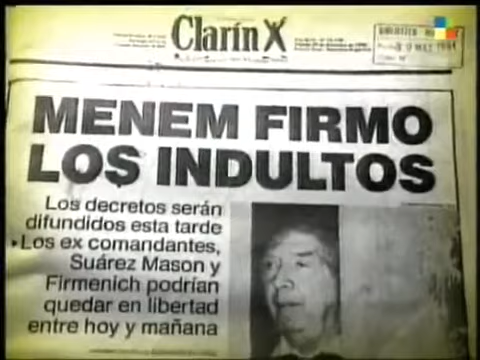 Clarín
MENEM FIRMO
LOS INDULTOS
Los decretos serán
difundidos esta tarde
Los ex comandantes,
Suárez Mason y
Firmenich podrían
quedar en libertad
entre hoy y mañana